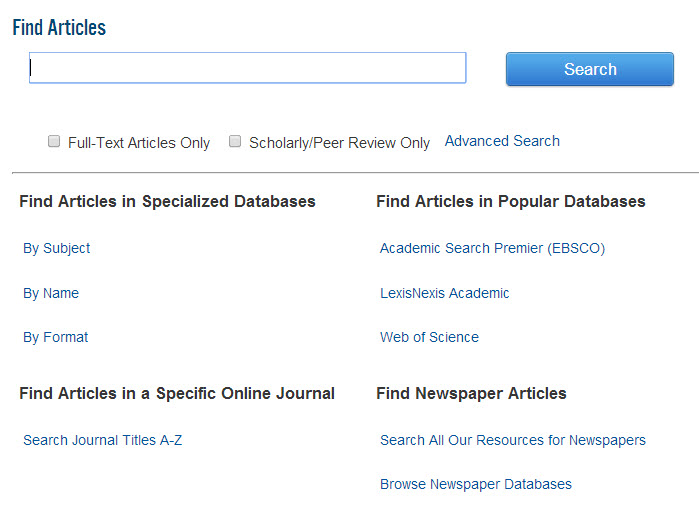 Find Articles
Search
Full-Text Articles Only
Scholarly/Peer Review Only
Advanced Search
Find Articles in Specialized Databases
By Subject
By Name
By Format
Find Articles in Popular Databases
Academic Search Premier (EBSCO)
LexisNexis Academic
Web of Science
Find Articles in a Specific Online Journal
Search Journal Titles A-Z
Find Newspaper Articles
Search All Our Resources for Newspapers
Browse Newspaper Databases